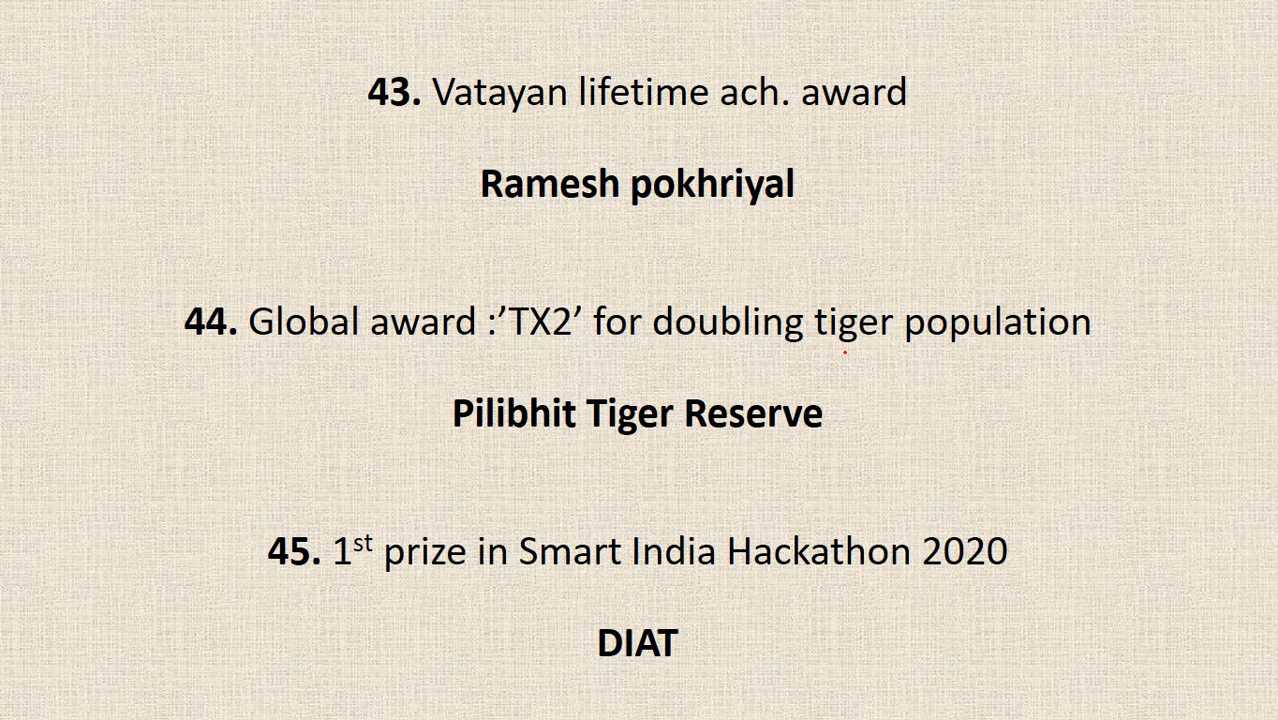 43. Vatayan lifetime ach. award
Ramesh pokhriyal
44. Global award :’TX2’ for doubling tiger population
Pilibhit Tiger Reserve
45. 1st prize in Smart India Hackathon 2020
DIAT